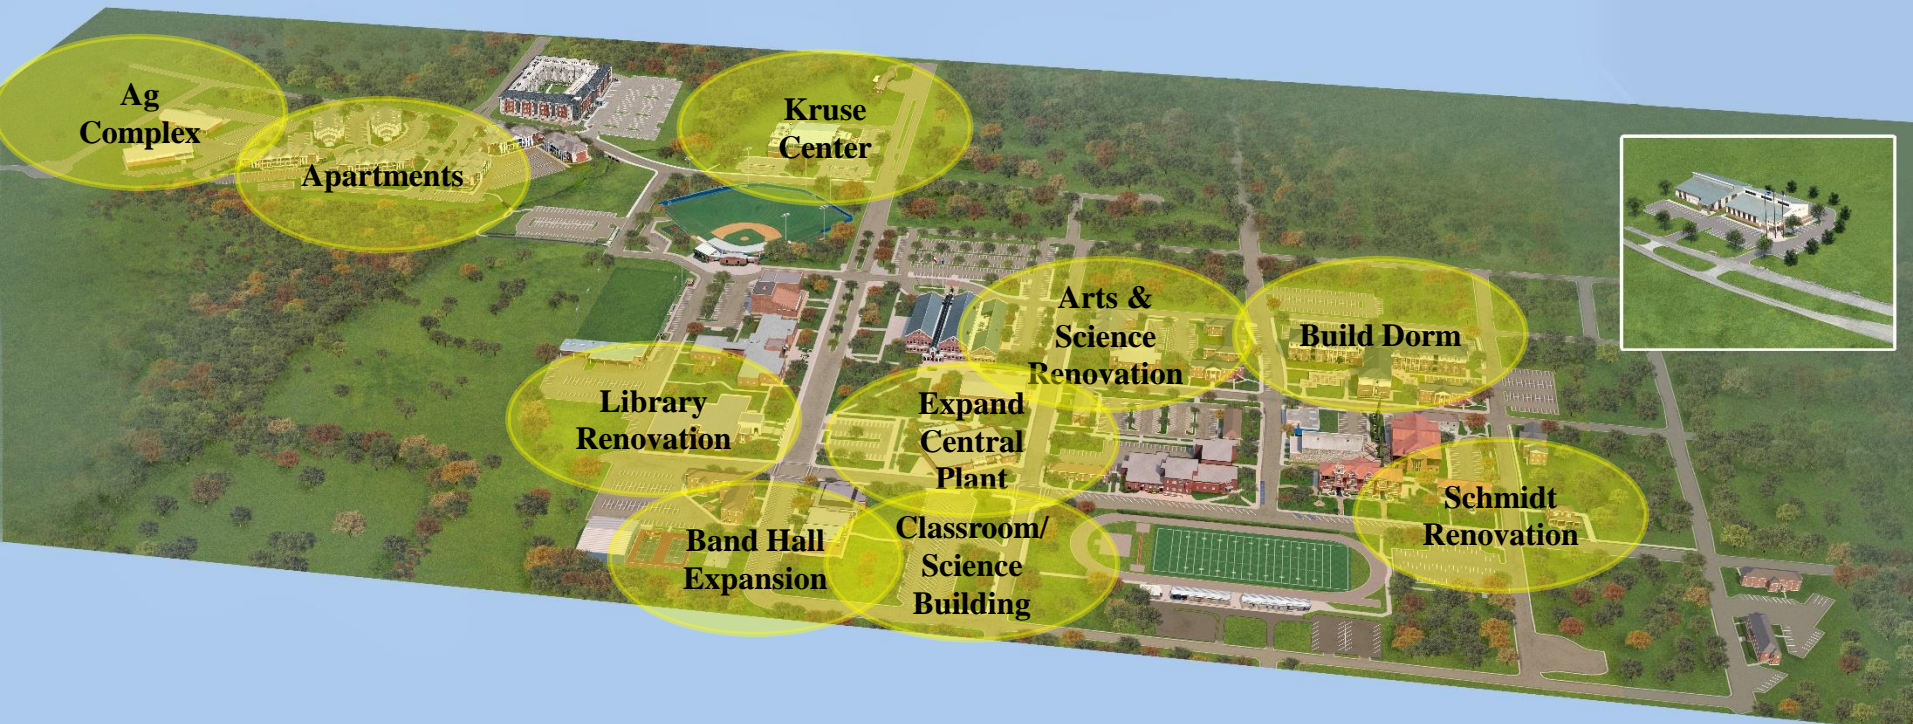 Ag
Complex
Apartments
Kruse
Center
Arts &
Science
Renovation
Build Dorm
Library
Renovation
Expand
Central
Plant
Schmidt
Renovation
Band Hall
Expansion
Classroom/
Science
Building